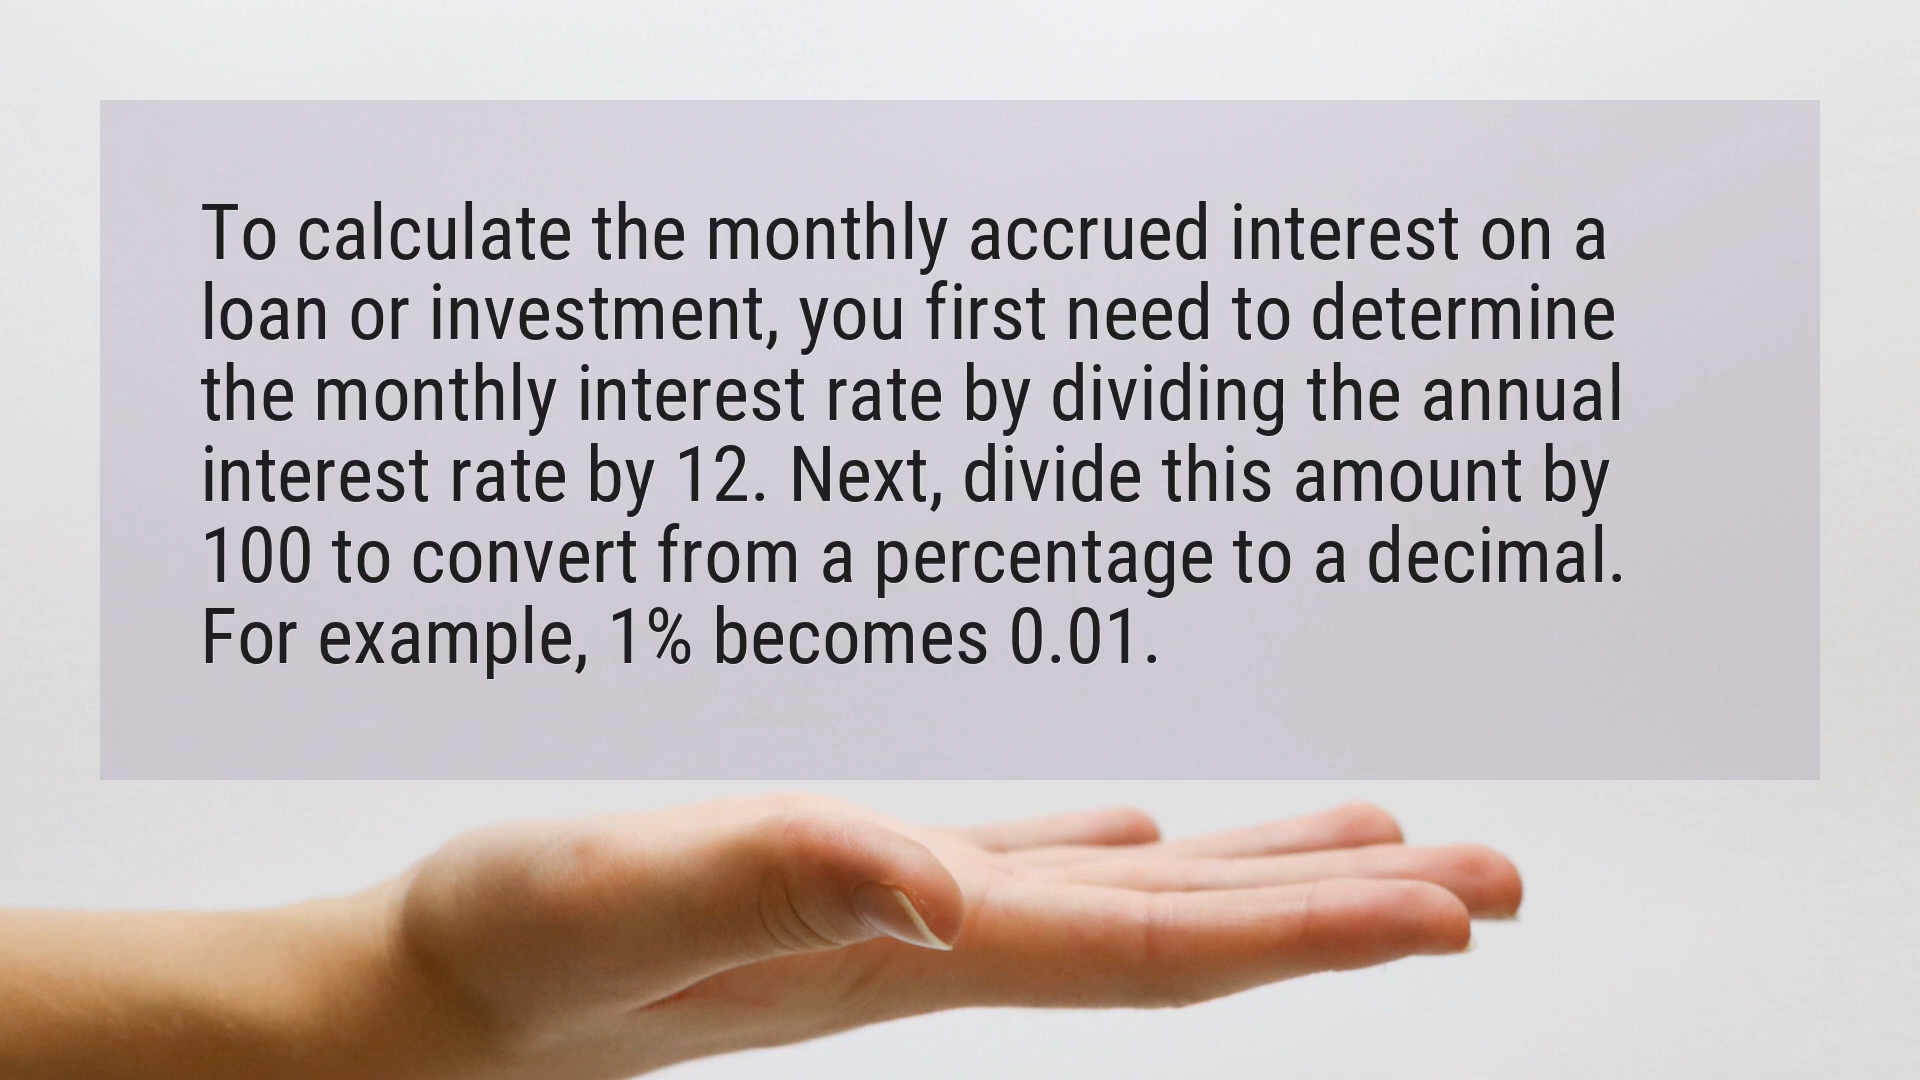 To calculate the monthly accrued interest on a
loan or investment, you first need to determine
the monthly interest rate by dividing the annual
interest rate by 12. Next, divide this amount by
100 to convert from a percentage to a decimal.
For example, 1% becomes 0.01.